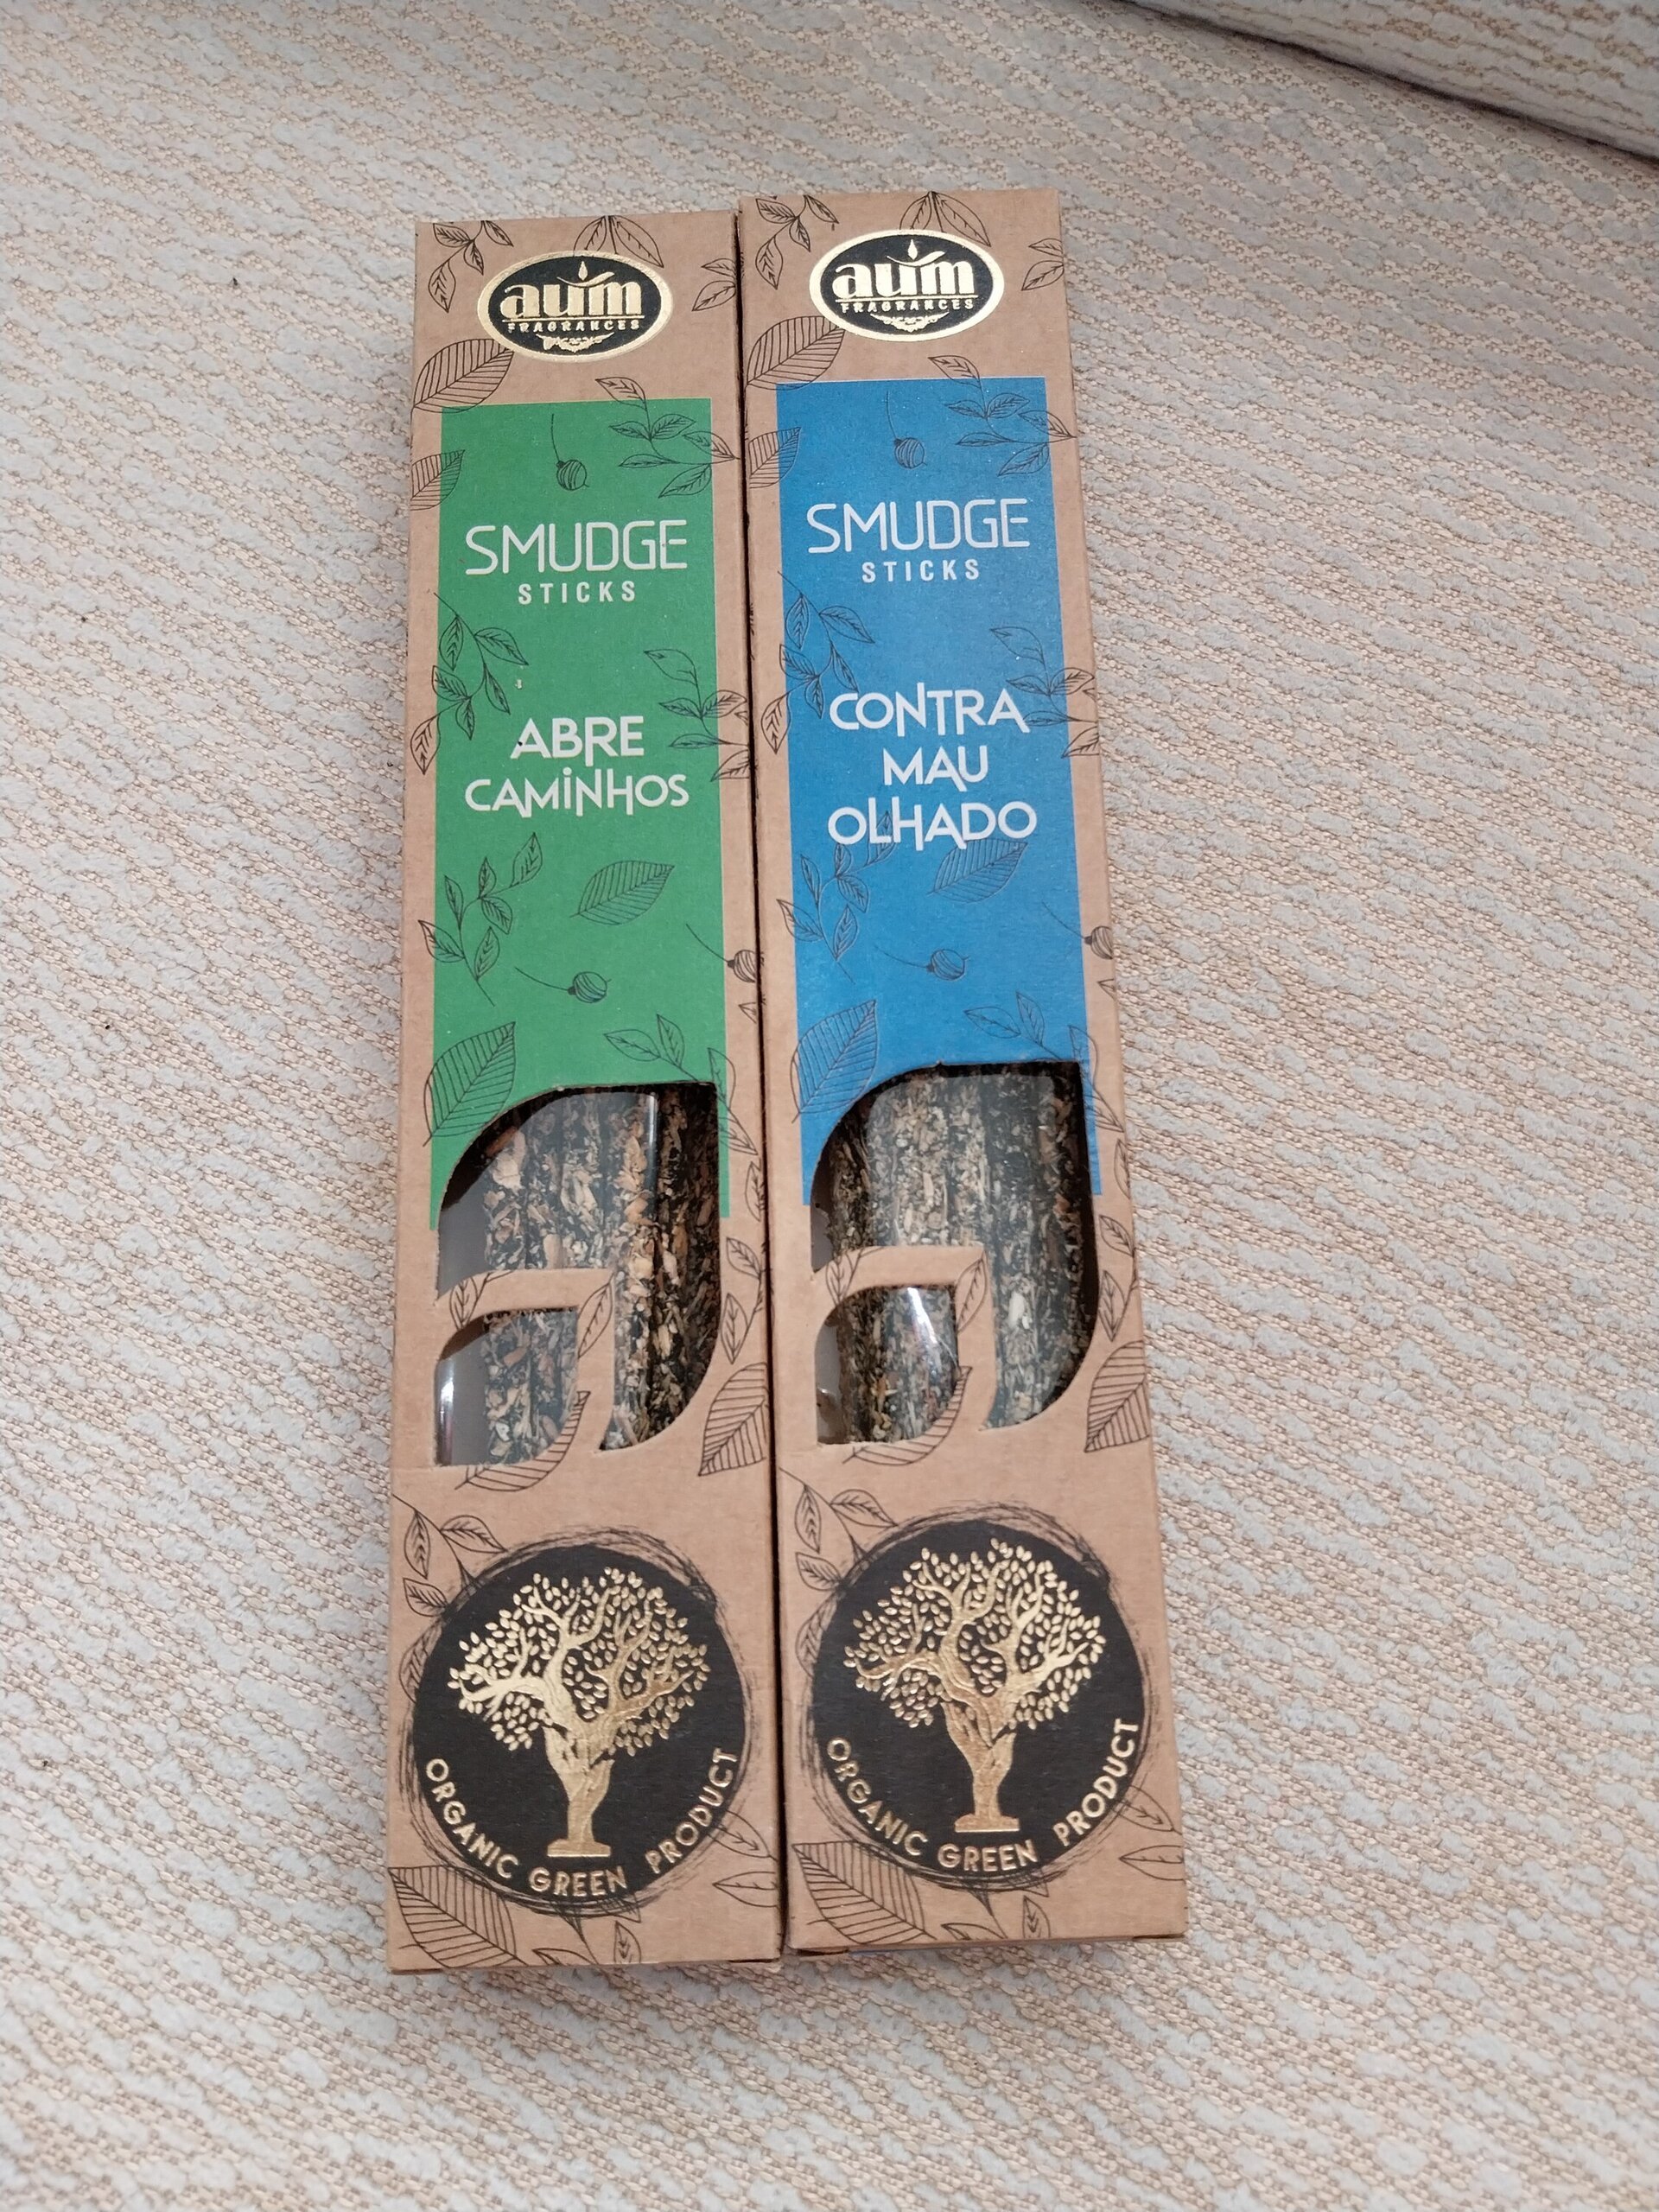 aum
FRAGRANCES
SMUDGE
STICKS
ABRE
CAMINHOS
ORGANIC GREEN PRODUCT
aum
FRAGRANCES
SMUDGE
STICKS
CONTRA
MAU
OLHADO
ORGANIC GREEN PRODUCT